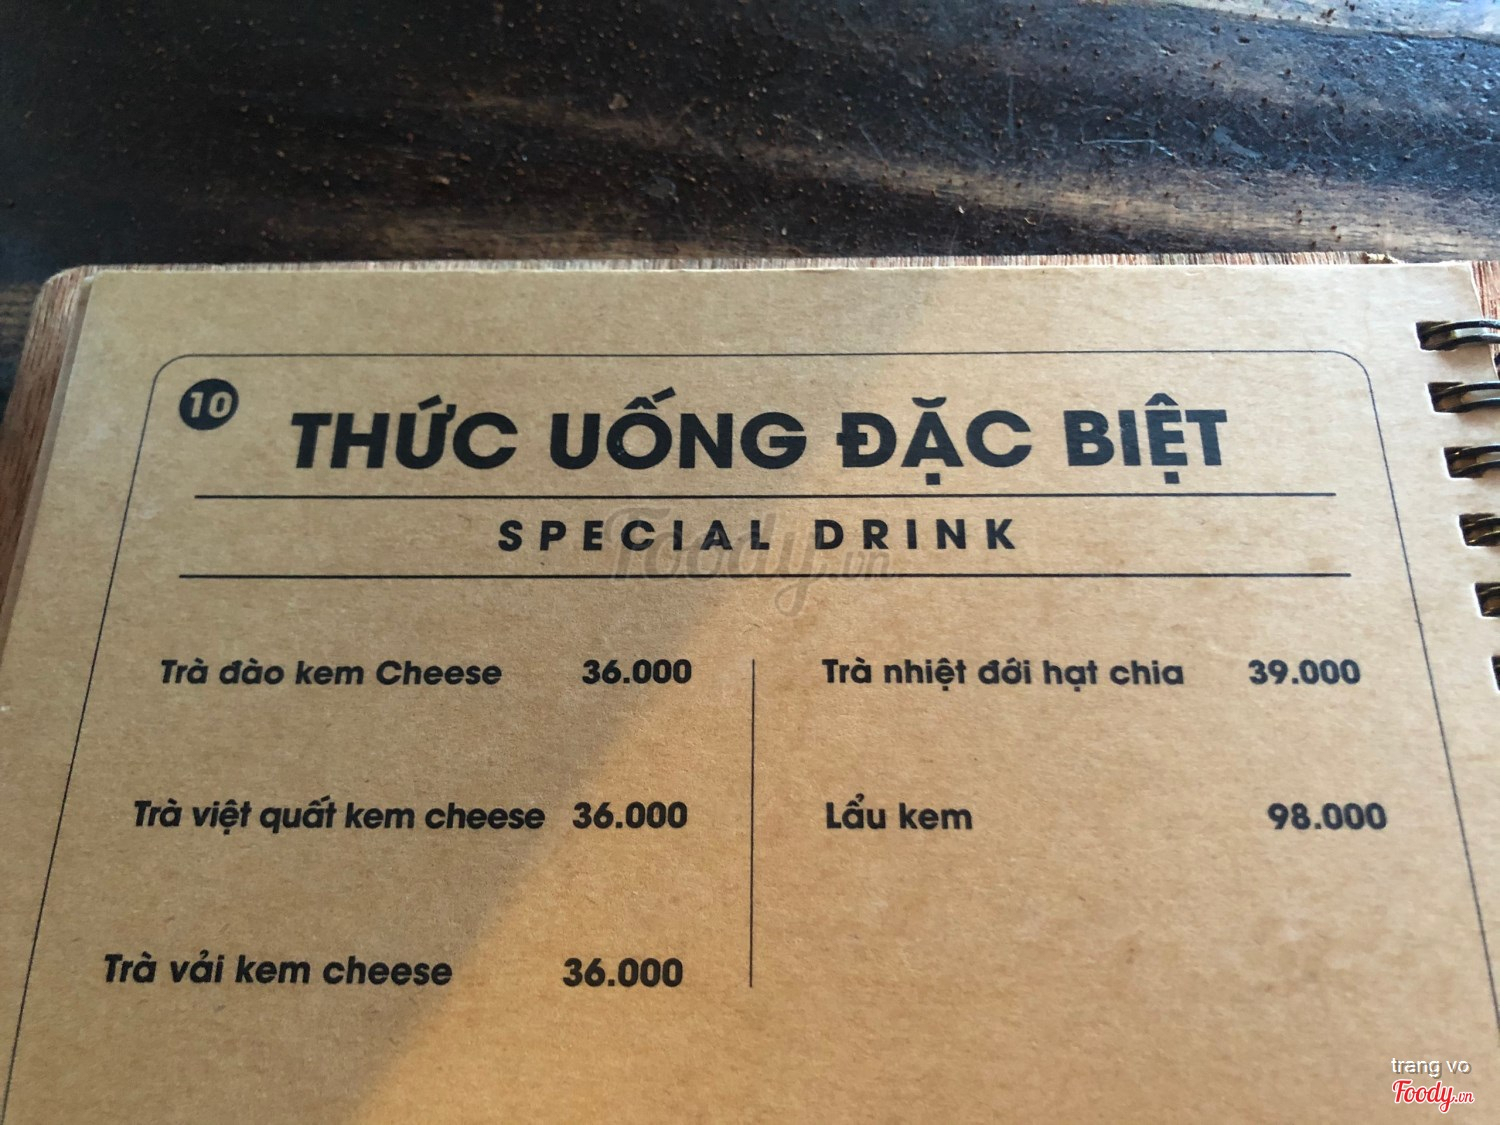 10
THỨC UỐNG ĐẶC BIỆT
SPECIAL DRINK
Foody.vn
Trà đào kem Cheese 36.000
Trà việt quất kem cheese 36.000
Trà vải kem cheese 36.000
Trà nhiệt đới hạt chia 39.000
Lẩu kem 98.000
trang vo
Foody.vn